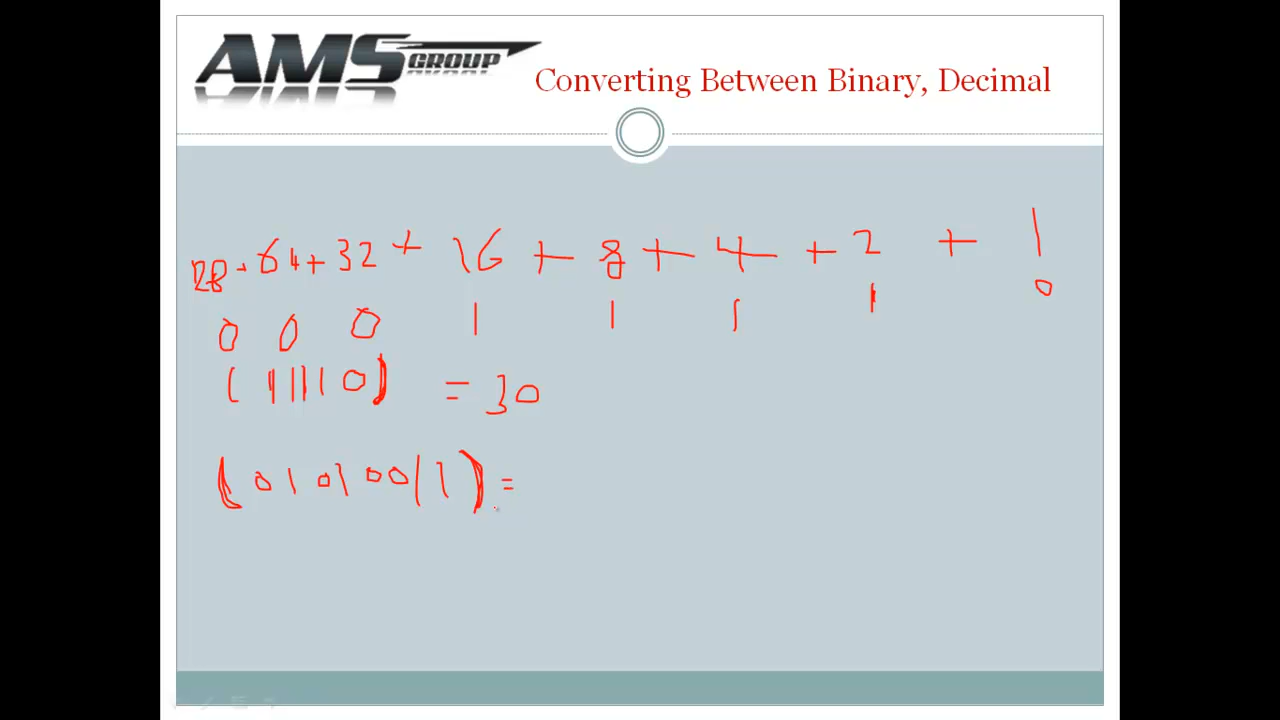 AMS GROUP
Converting Between Binary, Decimal
128 + 64 + 32 + 16 + 8 + 4 + 2 + 1
0 0 0 1 1 1 1 0
( 11110 ) = 30
( 01010011 ) =